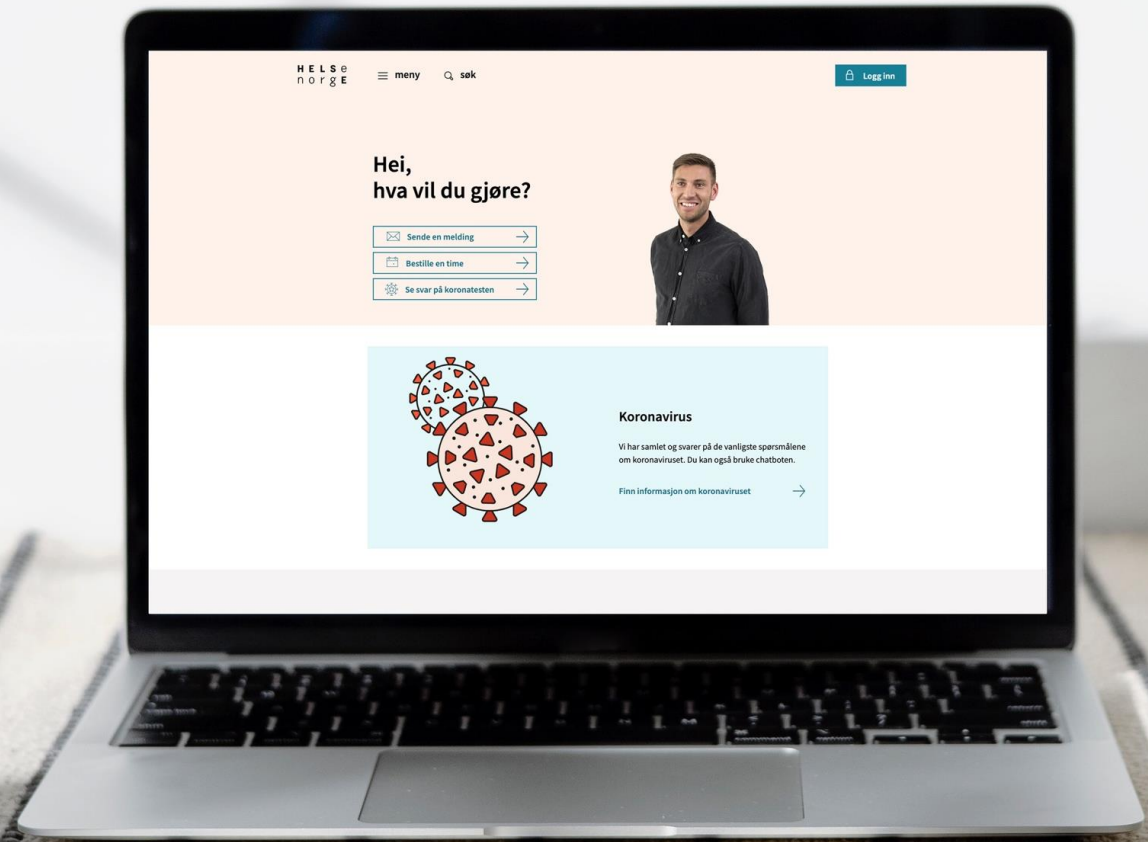 HELSe
norgE
meny
søk
Logg inn
Hei,
hva vil du gjøre?
Sende en melding
Bestille en time
Se svar på koronatesten
Koronavirus
Vi har samlet og svarer på de vanligste spørsmålene
om koronaviruset. Du kan også bruke chatboten.
Finn informasjon om koronaviruset